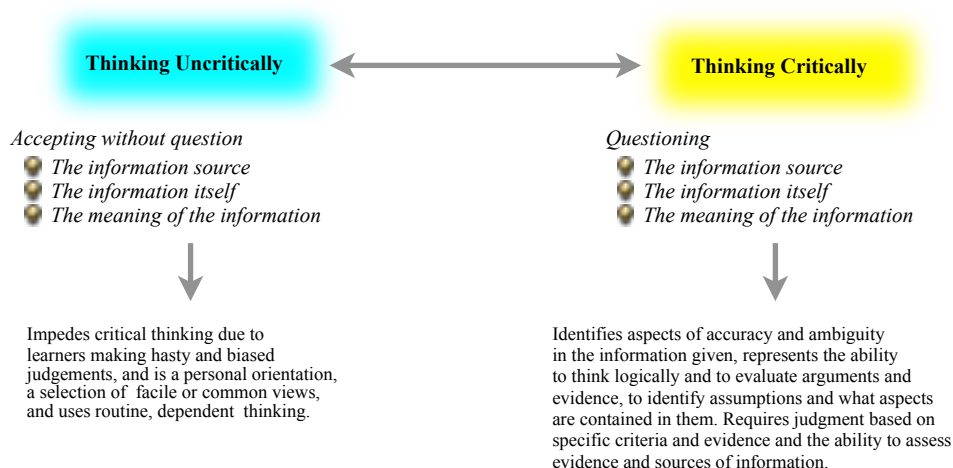 Thinking Uncritically
Thinking Critically
Accepting without question
The information source
The information itself
The meaning of the information
Questioning
The information source
The information itself
The meaning of the information
Impedes critical thinking due to
learners making hasty and biased
judgements, and is a personal orientation,
a selection of facile or common views,
and uses routine, dependent thinking.
Identifies aspects of accuracy and ambiguity
in the information given, represents the ability
to think logically and to evaluate arguments and
evidence, to identify assumptions and what aspects
are contained in them. Requires judgment based on
specific criteria and evidence and the ability to assess
evidence and sources of information.